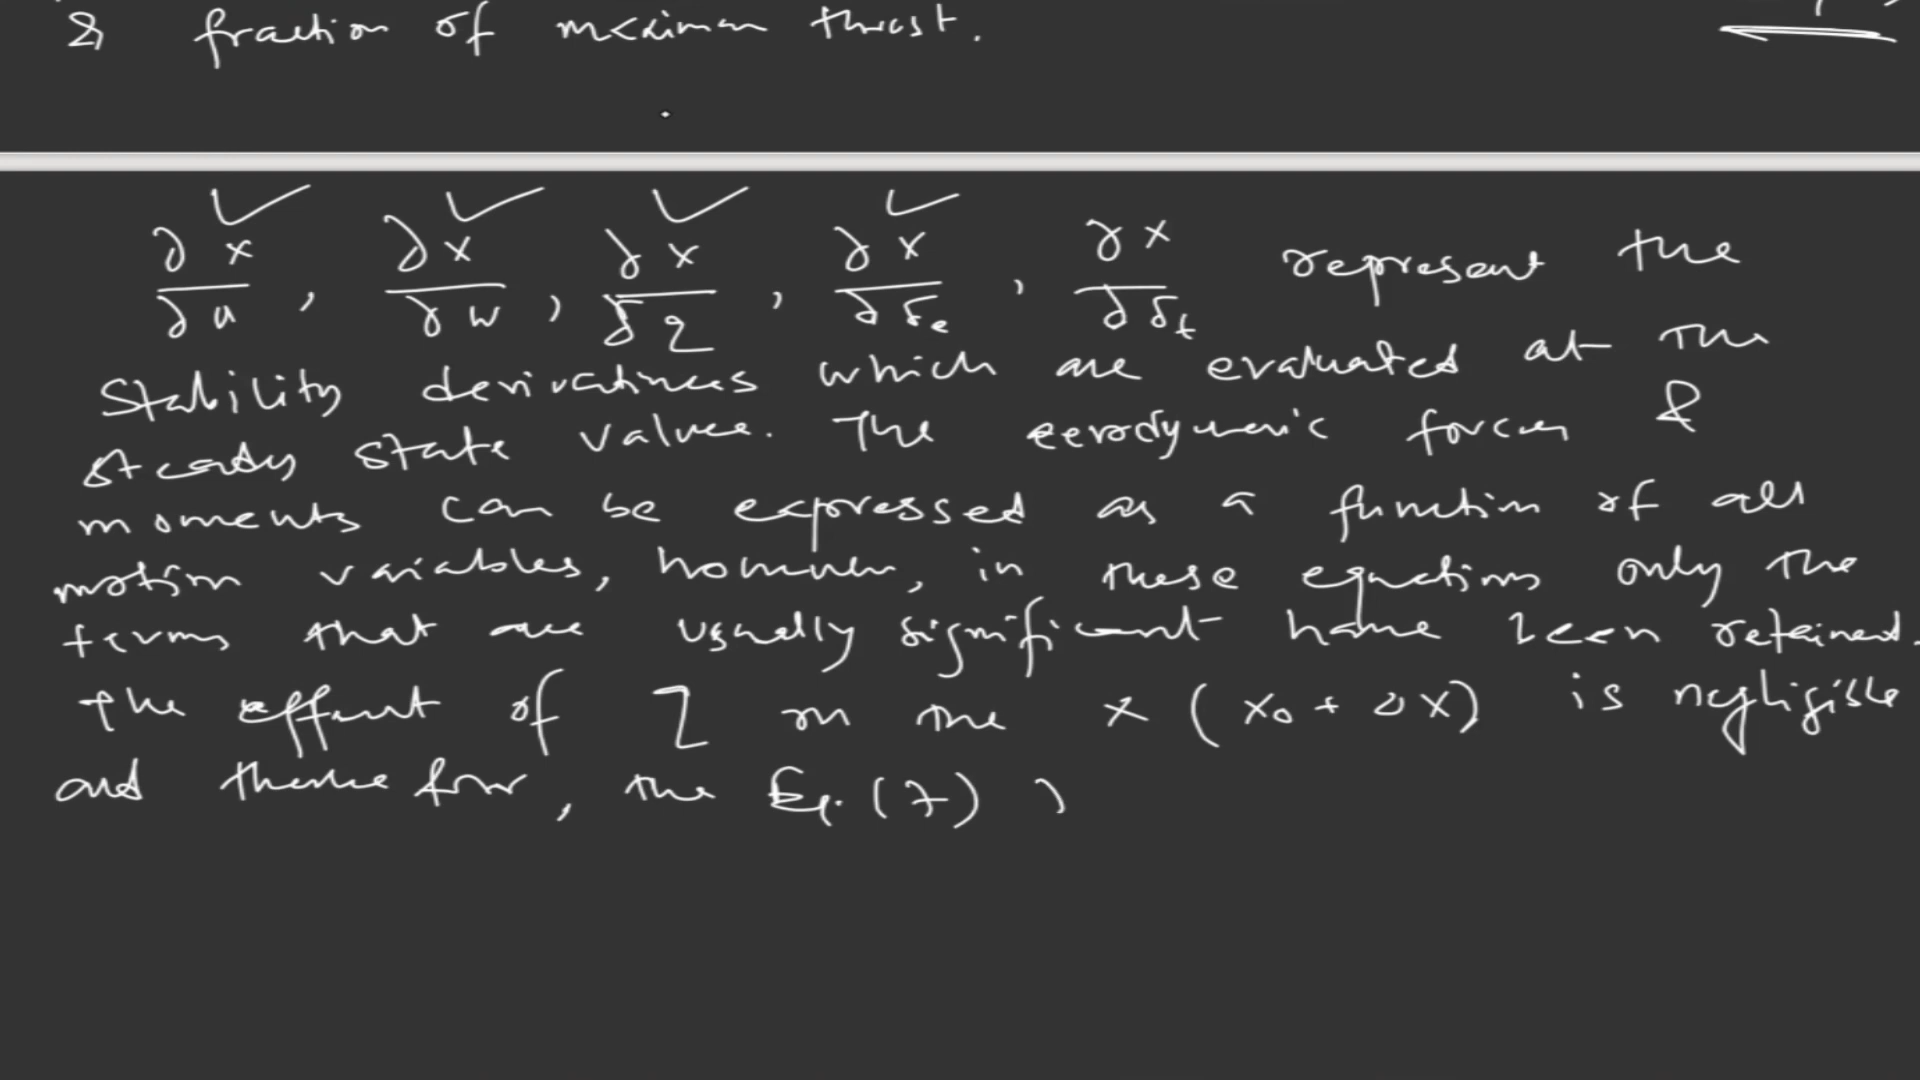 & fraction of maximum thrust.
∂x/∂u, ∂x/∂w, ∂x/∂q, ∂x/∂δe, ∂x/∂δt represent the
stability derivatives which are evaluated at the
steady state values. The aerodynamic forces &
moments can be expressed as a function of all
motion variables, however, in these equations only the
terms that are usually significant have been retained.
the effect of q on the x (x₀ + Δx) is negligible
and therefore, the Eq. (7)